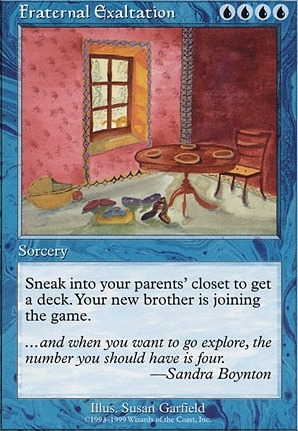 Fraternal Exaltation
Sorcery
Sneak into your parents' closet to get
a deck. Your new brother is joining
the game.
...and when you want to go explore, the
number you should have is four.
—Sandra Boynton
Illus. Susan Garfield
©1993-1999 Wizards of the Coast, Inc.